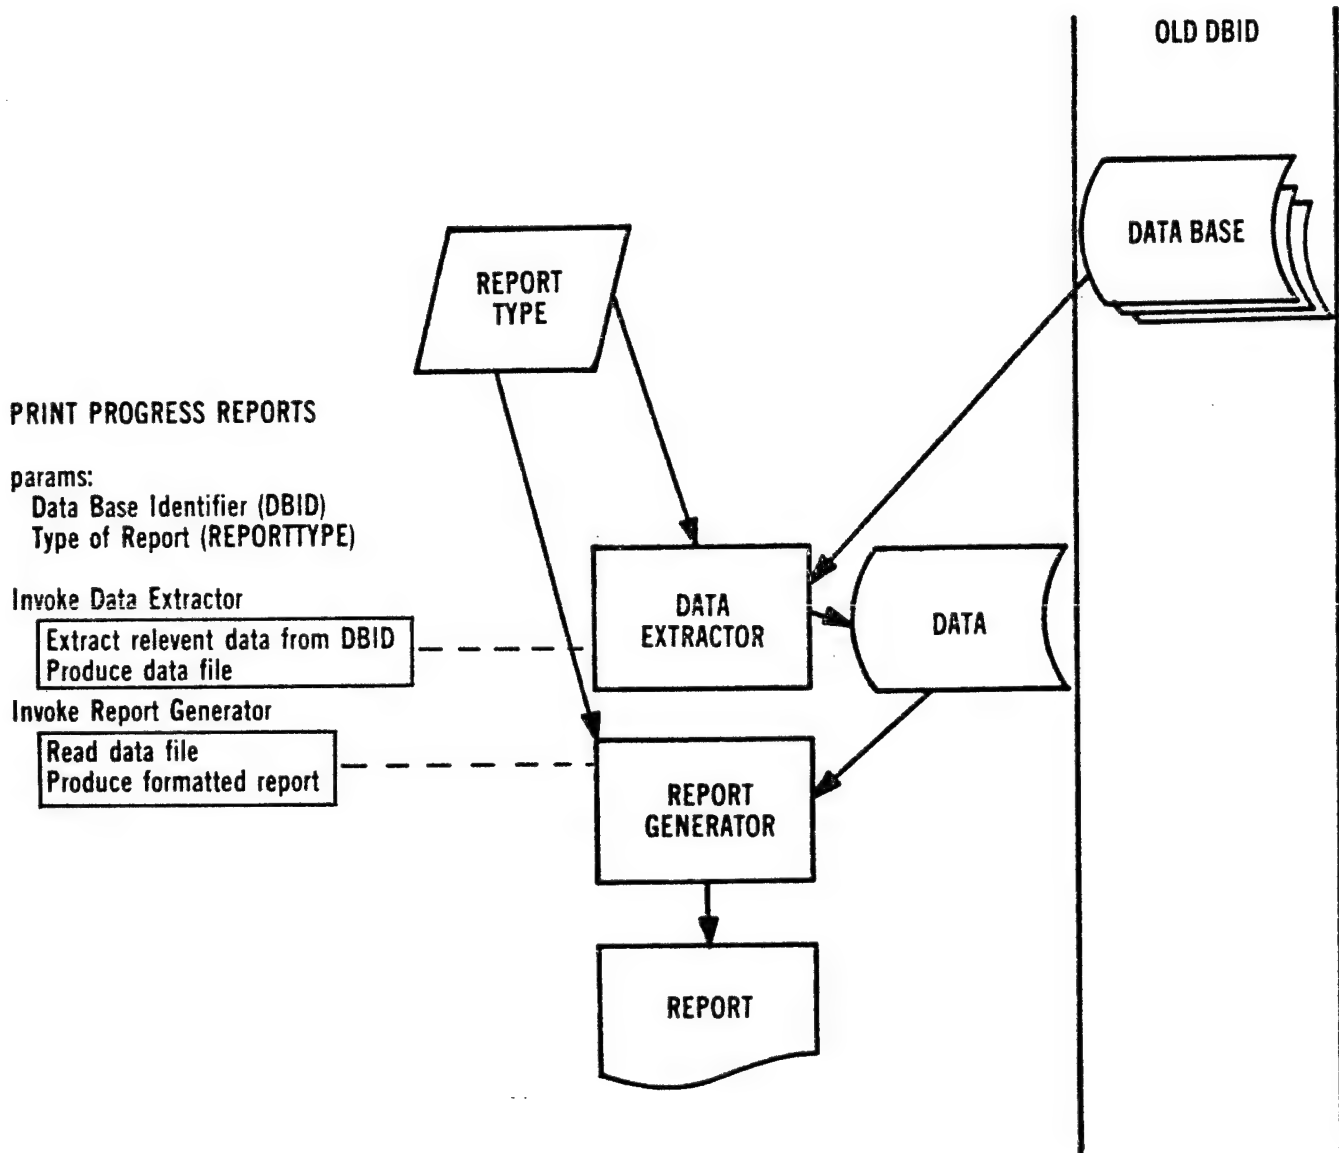 OLD DBID
DATA BASE
REPORT
TYPE
PRINT PROGRESS REPORTS
params:
Data Base Identifier (DBID)
Type of Report (REPORTTYPE)
Invoke Data Extractor
Extract relevent data from DBID
Produce data file
Invoke Report Generator
Read data file
Produce formatted report
DATA
EXTRACTOR
DATA
REPORT
GENERATOR
REPORT